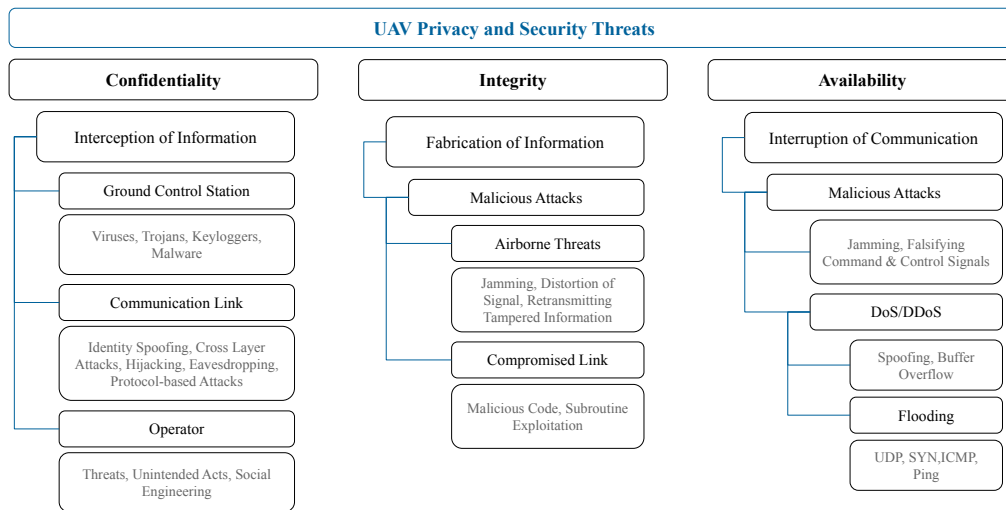 UAV Privacy and Security Threats
Confidentiality
Interception of Information
Ground Control Station
Viruses, Trojans, Keyloggers,
Malware
Communication Link
Identity Spoofing, Cross Layer
Attacks, Hijacking, Eavesdropping,
Protocol-based Attacks
Operator
Threats, Unintended Acts, Social
Engineering
Integrity
Fabrication of Information
Malicious Attacks
Airborne Threats
Jamming, Distortion of
Signal, Retransmitting
Tampered Information
Compromised Link
Malicious Code, Subroutine
Exploitation
Availability
Interruption of Communication
Malicious Attacks
Jamming, Falsifying
Command & Control Signals
DoS/DDoS
Spoofing, Buffer
Overflow
Flooding
UDP, SYN,ICMP,
Ping